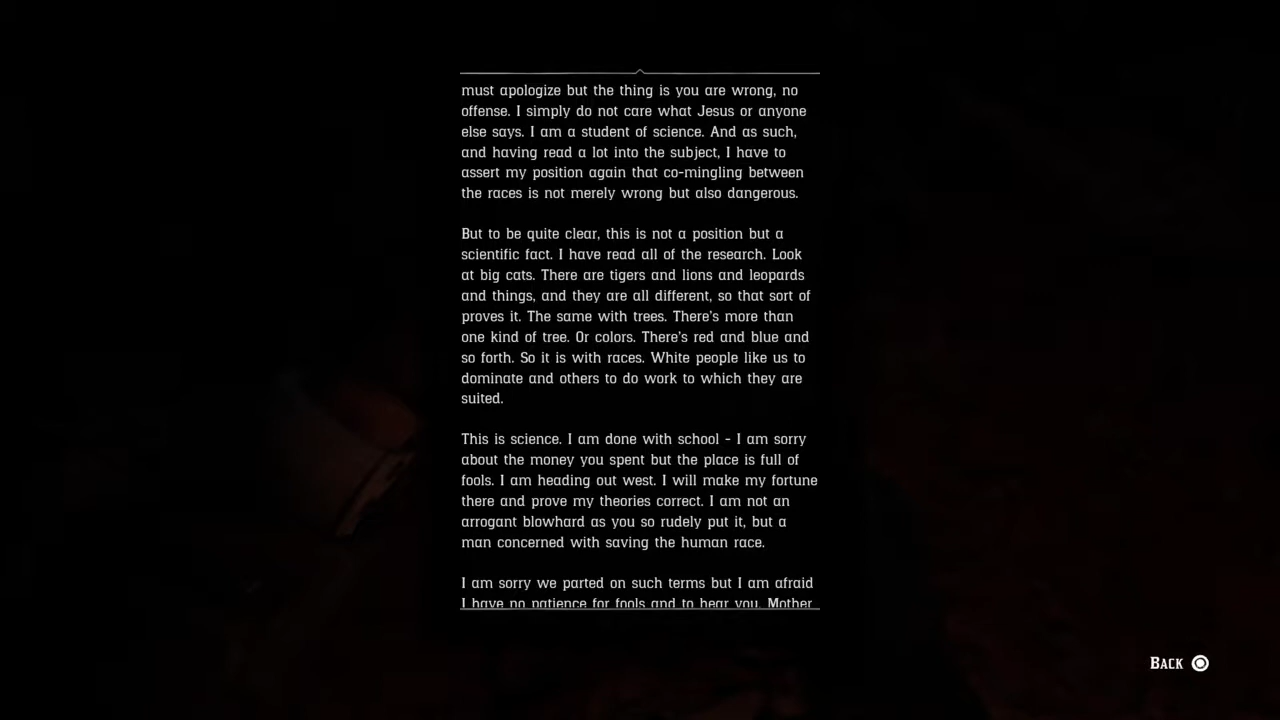 must apologize but the thing is you are wrong, no
offense. I simply do not care what Jesus or anyone
else says. I am a student of science. And as such,
and having read a lot into the subject, I have to
assert my position again that co-mingling between
the races is not merely wrong but also dangerous.
But to be quite clear, this is not a position but a
scientific fact. I have read all of the research. Look
at big cats. There are tigers and lions and leopards
and things, and they are all different, so that sort of
proves it. The same with trees. There's more than
one kind of tree. Or colors. There's red and blue and
so forth. So it is with races. White people like us to
dominate and others to do work to which they are
suited.
This is science. I am done with school - I am sorry
about the money you spent but the place is full of
fools. I am heading out west. I will make my fortune
there and prove my theories correct. I am not an
arrogant blowhard as you so rudely put it, but a
man concerned with saving the human race.
I am sorry we parted on such terms but I am afraid
I have no patience for fools and to hear you, Mother
Back